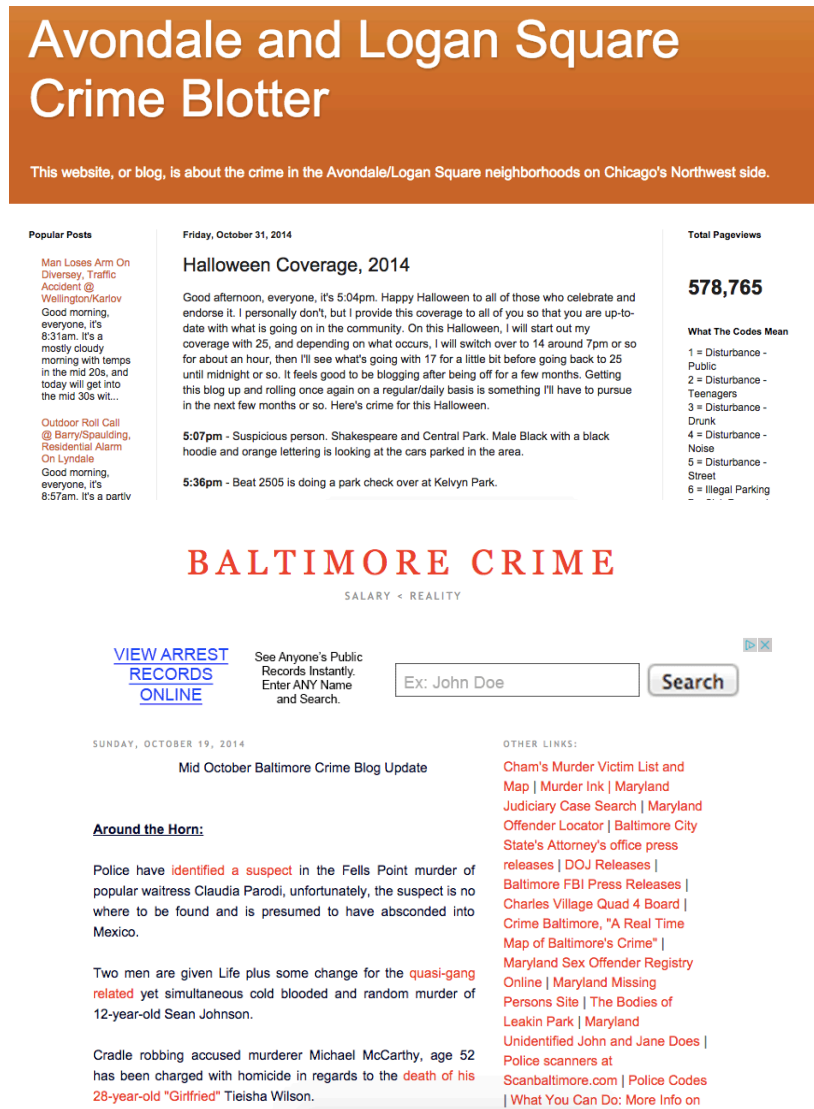 Avondale and Logan Square
Crime Blotter
This website, or blog, is about the crime in the Avondale/Logan Square neighborhoods on Chicago's Northwest side.
Popular Posts
Man Loses Arm On
Diversey, Traffic
Accident @
Wellington/Karlov
Good morning,
everyone, it's
8:31am. It's a
mostly cloudy
morning with temps
in the mid 20s, and
today will get into
the mid 30s wit...
Outdoor Roll Call
@ Barry/Spaulding,
Residential Alarm
On Lyndale
Good morning,
everyone, it's
8:57am. It's a partly
Friday, October 31, 2014
Halloween Coverage, 2014
Good afternoon, everyone, it's 5:04pm. Happy Halloween to all of those who celebrate and
endorse it. I personally don't, but I provide this coverage to all of you so that you are up-to-
date with what is going on in the community. On this Halloween, I will start out my
coverage with 25, and depending on what occurs, I will switch over to 14 around 7pm or so
for about an hour, then I'll see what's going with 17 for a little bit before going back to 25
until midnight or so. It feels good to be blogging after being off for a few months. Getting
this blog up and rolling once again on a regular/daily basis is something I'll have to pursue
in the next few months or so. Here's crime for this Halloween.
5:07pm - Suspicious person. Shakespeare and Central Park. Male Black with a black
hoodie and orange lettering is looking at the cars parked in the area.
5:36pm - Beat 2505 is doing a park check over at Kelvyn Park.
Total Pageviews
578,765
What The Codes Mean
1 = Disturbance -
Public
2 = Disturbance -
Teenagers
3 = Disturbance -
Drunk
4 = Disturbance -
Noise
5 = Disturbance -
Street
6 = Illegal Parking
BALTIMORE CRIME
SALARY < REALITY
VIEW ARREST
RECORDS
ONLINE
See Anyone's Public
Records Instantly.
Enter ANY Name
and Search.
Ex: John Doe
Search
SUNDAY, OCTOBER 19, 2014
Mid October Baltimore Crime Blog Update
Around the Horn:
Police have identified a suspect in the Fells Point murder of
popular waitress Claudia Parodi, unfortunately, the suspect is no
where to be found and is presumed to have absconded into
Mexico.
Two men are given Life plus some change for the quasi-gang
related yet simultaneous cold blooded and random murder of
12-year-old Sean Johnson.
Cradle robbing accused murderer Michael McCarthy, age 52
has been charged with homicide in regards to the death of his
28-year-old "Girlfried" Tieisha Wilson.
OTHER LINKS:
Cham's Murder Victim List and
Map | Murder Ink | Maryland
Judiciary Case Search | Maryland
Offender Locator | Baltimore City
State's Attorney's office press
releases | DOJ Releases |
Baltimore FBI Press Releases |
Charles Village Quad 4 Board |
Crime Baltimore, "A Real Time
Map of Baltimore's Crime" |
Maryland Sex Offender Registry
Online | Maryland Missing
Persons Site | The Bodies of
Leakin Park | Maryland
Unidentified John and Jane Does |
Police scanners at
Scanbaltimore.com | Police Codes
| What You Can Do: More Info on